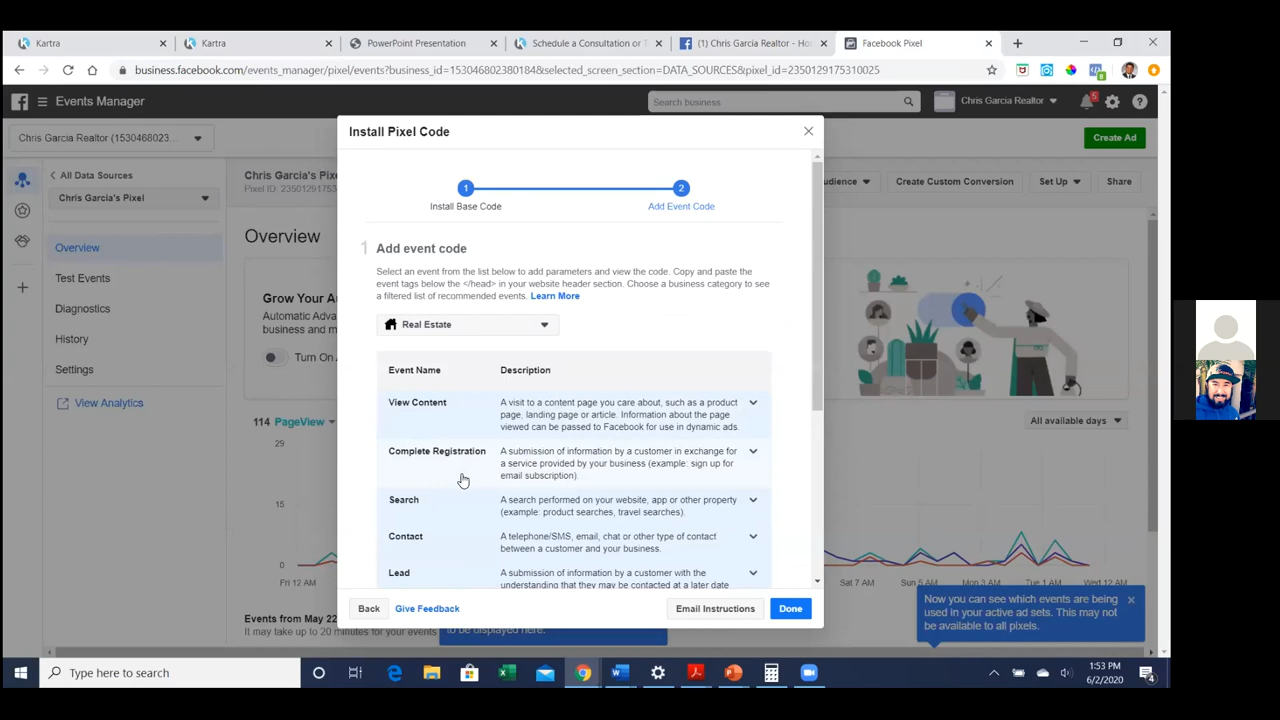 Kartra
Kartra
PowerPoint Presentation
Schedule a Consultation or T
(1) Chris Garcia Realtor - Ho
Facebook Pixel
business.facebook.com/events_manager/pixel/events?business_id=153046802380184&selected_screen_section=DATA_SOURCES&pixel_id=2350129175310025
8
Events Manager
Search business
Chris Garcia Realtor
5
Chris Garcia Realtor (1530468023...
Create Ad
All Data Sources
Chris Garcia's Pixel
Overview
Test Events
Diagnostics
History
Settings
View Analytics
Chris Garcia's Pixe
Pixel ID: 23501291753
udience
Create Custom Conversion
Set Up
Share
Overview
Grow Your A
Automatic Adva
business and m
Turn On
114 PageView
All available days
29
15
0
Fri 12 AM
Sat 7 AM
Sun 5 AM
Mon 3 AM
Tue 1 AM
Wed 12 AM
Events from May 22
It may take up to 20 minutes for your events
to be displayed here.
Now you can see which events are being
used in your active ad sets. This may not
be available to all pixels.
Install Pixel Code
1
2
Install Base Code
Add Event Code
1 Add event code
Select an event from the list below to add parameters and view the code. Copy and paste the
event tags below the </head> in your website header section. Choose a business category to see
a filtered list of recommended events. Learn More
Real Estate
Event Name
Description
View Content
A visit to a content page you care about, such as a product
page, landing page or article. Information about the page
viewed can be passed to Facebook for use in dynamic ads.
Complete Registration
A submission of information by a customer in exchange for
a service provided by your business (example: sign up for
email subscription).
Search
A search performed on your website, app or other property
(example: product searches, travel searches).
Contact
A telephone/SMS, email, chat or other type of contact
between a customer and your business.
Lead
A submission of information by a customer with the
understanding that they may be contacted at a later date
Back
Give Feedback
Email Instructions
Done
Type here to search
1:53 PM
6/2/2020
4